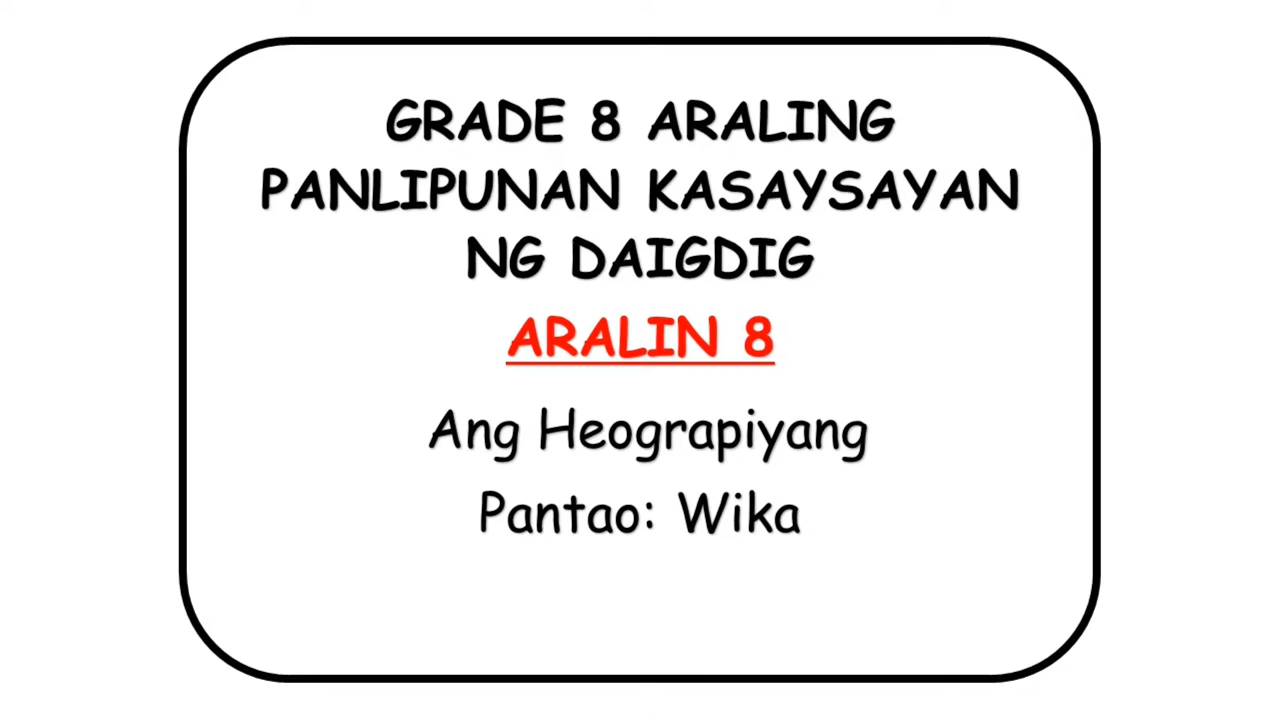 GRADE 8 ARALING
PANLIPUNAN KASAYSAYAN
NG DAIGDIG
ARALIN 8
Ang Heograpiyang
Pantao: Wika